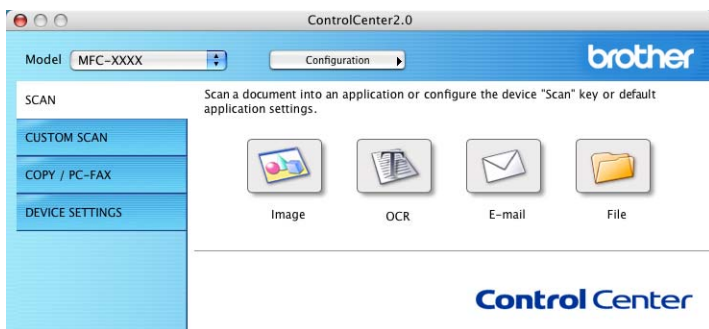 ControlCenter2.0
Model MFC-XXXX Configuration
brother
SCAN
CUSTOM SCAN
COPY / PC-FAX
DEVICE SETTINGS
Scan a document into an application or configure the device "Scan" key or default
application settings.
Image OCR E-mail File
Control Center